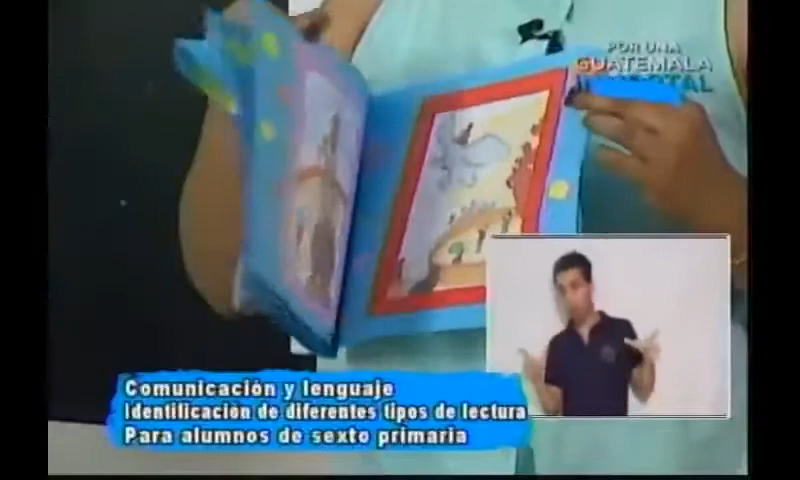 POR UNA
GUATEMALA
Comunicación y lenguaje
Identificación de diferentes tipos de lectura
Para alumnos de sexto primaria